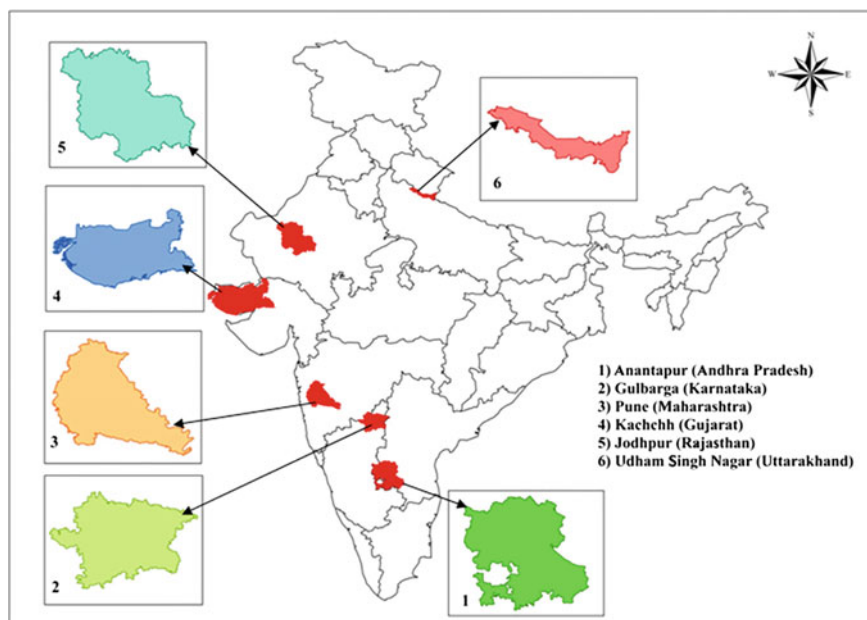 N
W
E
S
5
6
4
3
2
1
1) Anantapur (Andhra Pradesh)
2) Gulbarga (Karnataka)
3) Pune (Maharashtra)
4) Kachchh (Gujarat)
5) Jodhpur (Rajasthan)
6) Udham Singh Nagar (Uttarakhand)